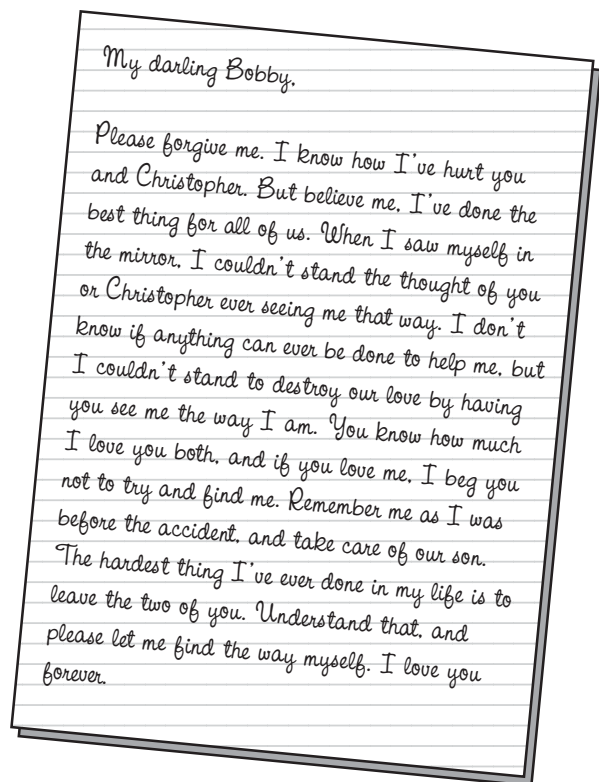 My darling Bobby,
Please forgive me. I know how I've hurt you
and Christopher. But believe me, I've done the
best thing for all of us. When I saw myself in
the mirror, I couldn't stand the thought of you
or Christopher ever seeing me that way. I don't
know if anything can ever be done to help me, but
I couldn't stand to destroy our love by having
you see me the way I am. You know how much
I love you both, and if you love me, I beg you
not to try and find me. Remember me as I was
before the accident, and take care of our son.
The hardest thing I've ever done in my life is to
leave the two of you. Understand that, and
please let me find the way myself. I love you
forever.